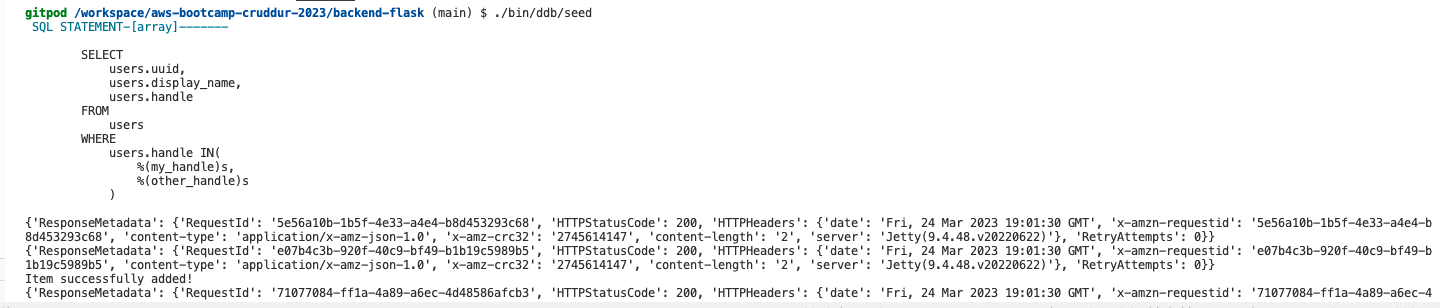 gitpod /workspace/aws-bootcamp-cruddur-2023/backend-flask (main) $ ./bin/ddb/seed
SQL STATEMENT-[array]-------
SELECT
users.uuid,
users.display_name,
users.handle
FROM
users
WHERE
users.handle IN(
%(my_handle)s,
%(other_handle)s
)
{'ResponseMetadata': {'RequestId': '5e56a10b-1b5f-4e33-a4e4-b8d453293c68', 'HTTPStatusCode': 200, 'HTTPHeaders': {'date': 'Fri, 24 Mar 2023 19:01:30 GMT', 'x-amzn-requestid': '5e56a10b-1b5f-4e33-a4e4-b
8d453293c68', 'content-type': 'application/x-amz-json-1.0', 'x-amz-crc32': '2745614147', 'content-length': '2', 'server': 'Jetty(9.4.48.v20220622)'}, 'RetryAttempts': 0}}
{'ResponseMetadata': {'RequestId': 'e07b4c3b-920f-40c9-bf49-b1b19c5989b5', 'HTTPStatusCode': 200, 'HTTPHeaders': {'date': 'Fri, 24 Mar 2023 19:01:30 GMT', 'x-amzn-requestid': 'e07b4c3b-920f-40c9-bf49-b
1b19c5989b5', 'content-type': 'application/x-amz-json-1.0', 'x-amz-crc32': '2745614147', 'content-length': '2', 'server': 'Jetty(9.4.48.v20220622)'}, 'RetryAttempts': 0}}
Item successfully added!
{'ResponseMetadata': {'RequestId': '71077084-ff1a-4a89-a6ec-4d48586afcb3', 'HTTPStatusCode': 200, 'HTTPHeaders': {'date': 'Fri, 24 Mar 2023 19:01:30 GMT', 'x-amzn-requestid': '71077084-ff1a-4a89-a6ec-4